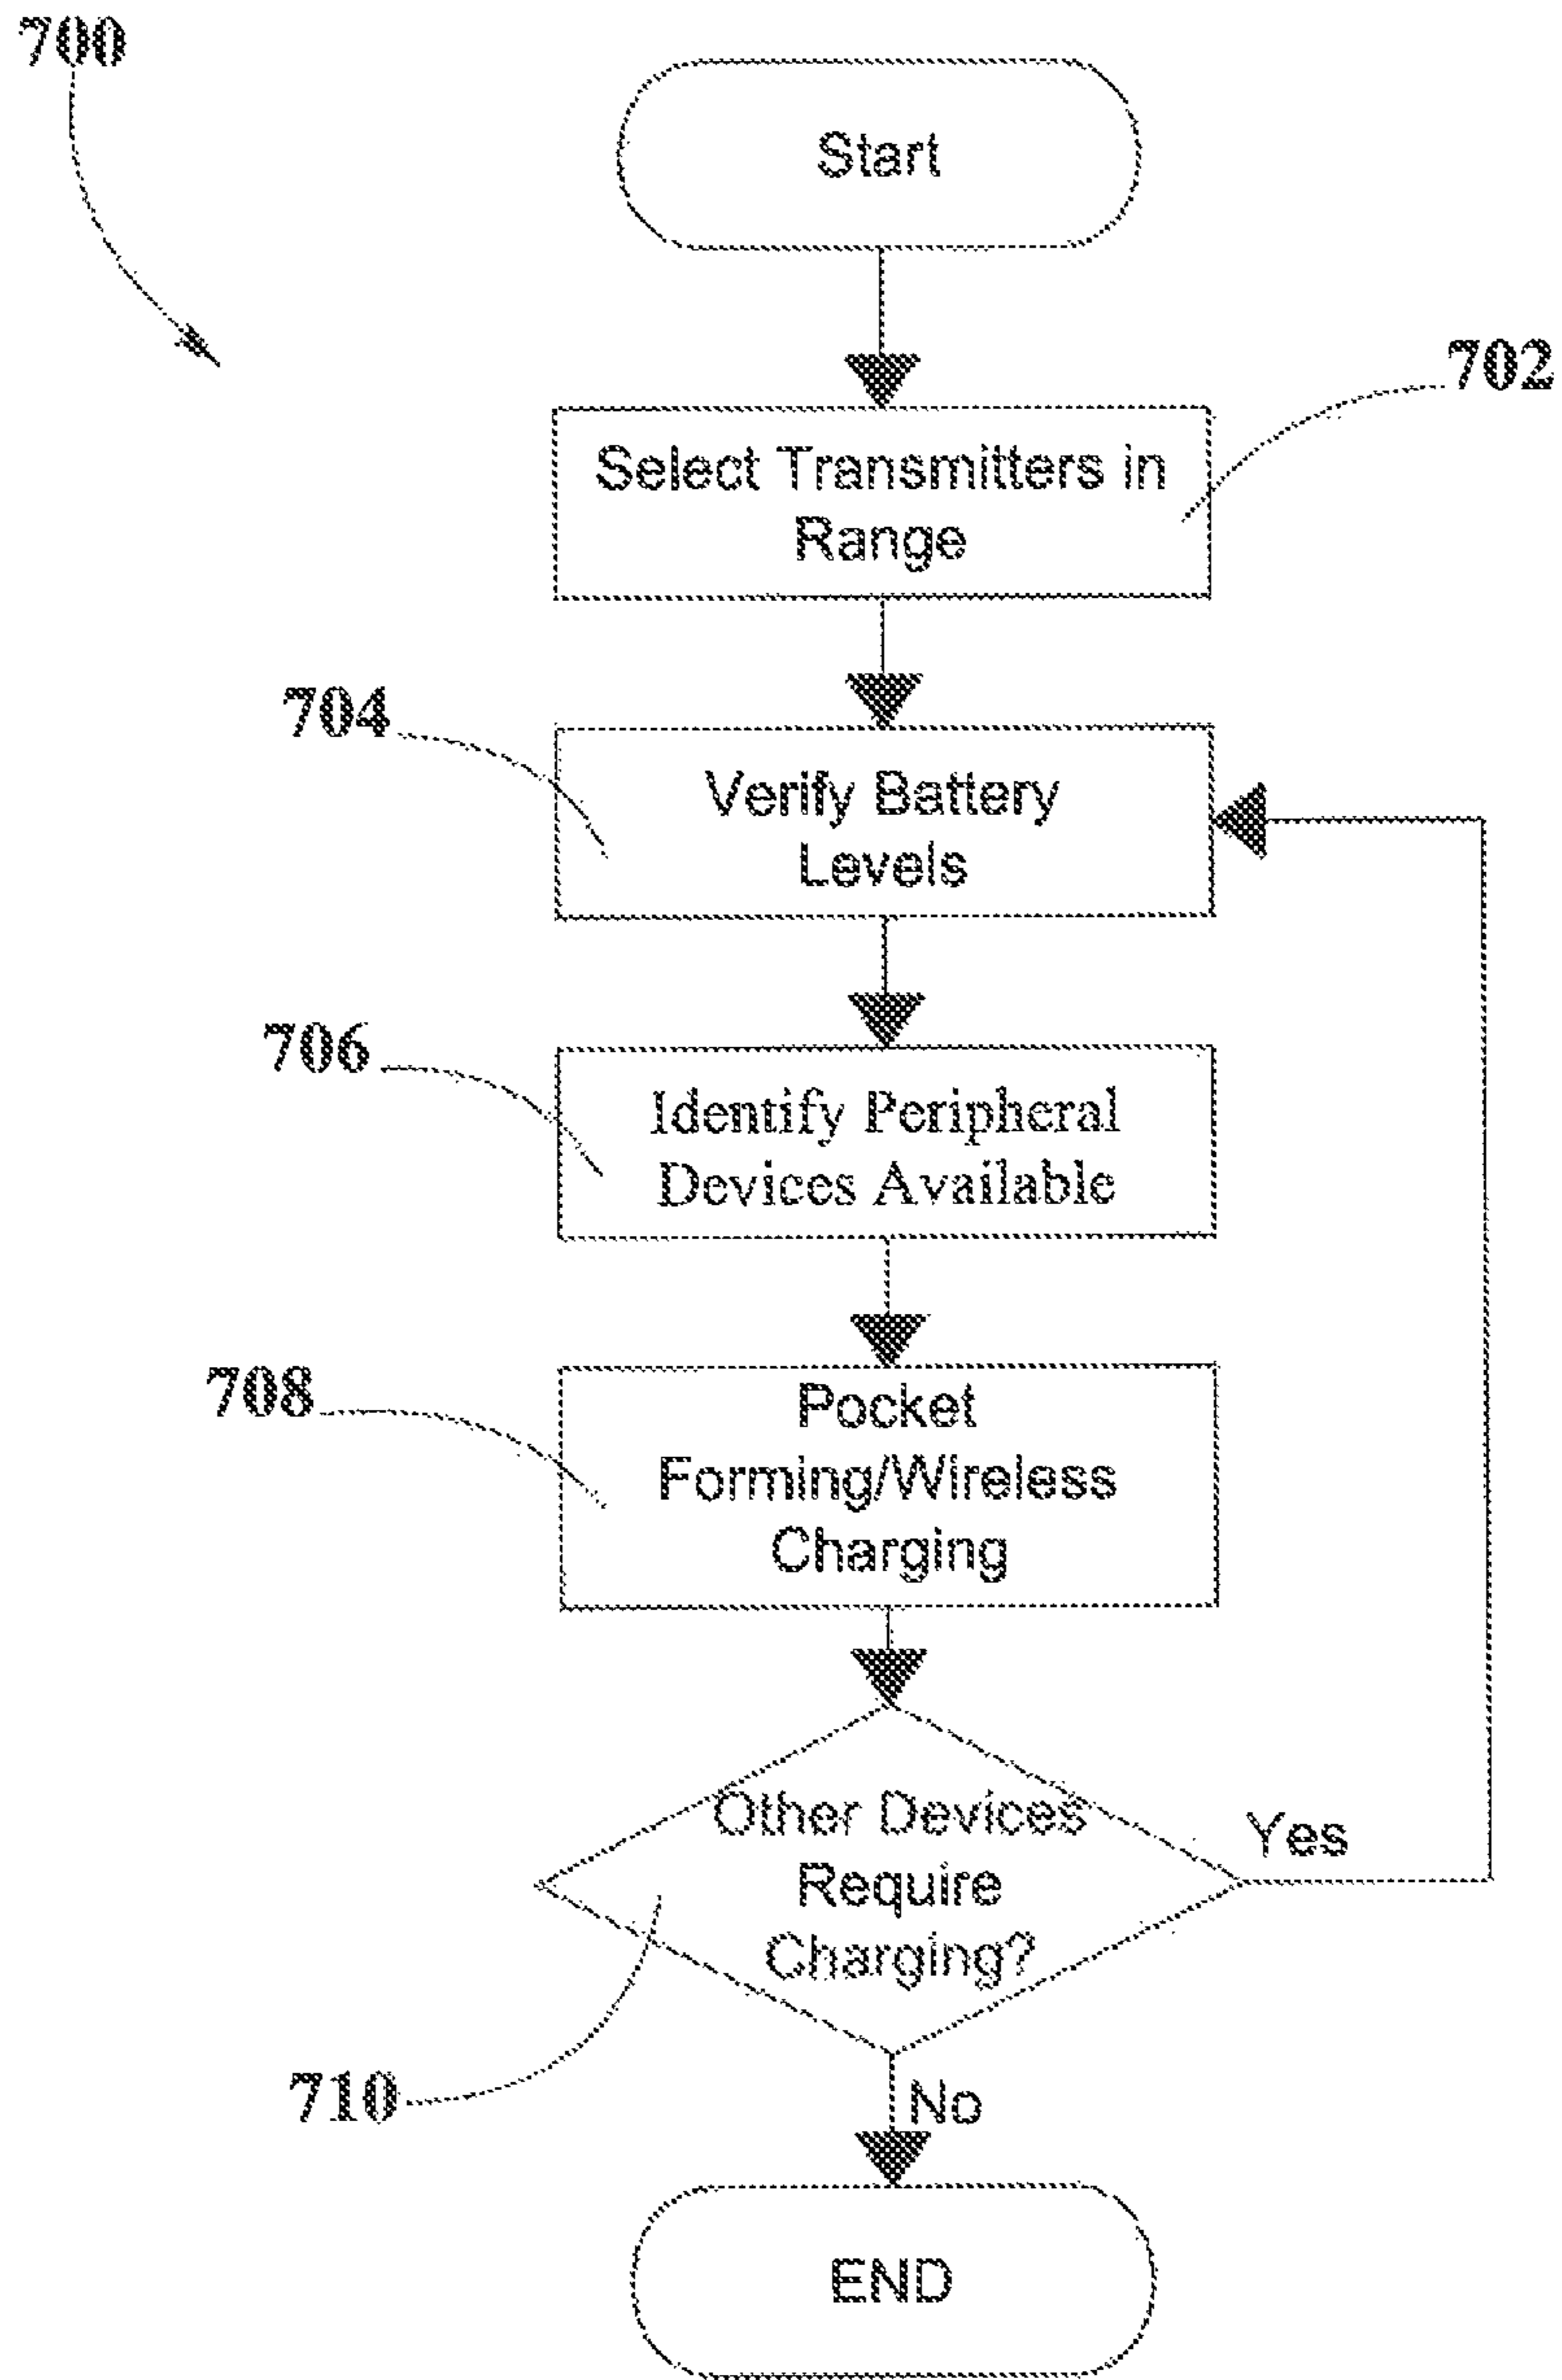 700
Start
702
Select Transmitters in
Range
704
Verify Battery
Levels
706
Identify Peripheral
Devices Available
708
Pocket
Forming/Wireless
Charging
Other Devices
Require
Charging?
Yes
710
No
END